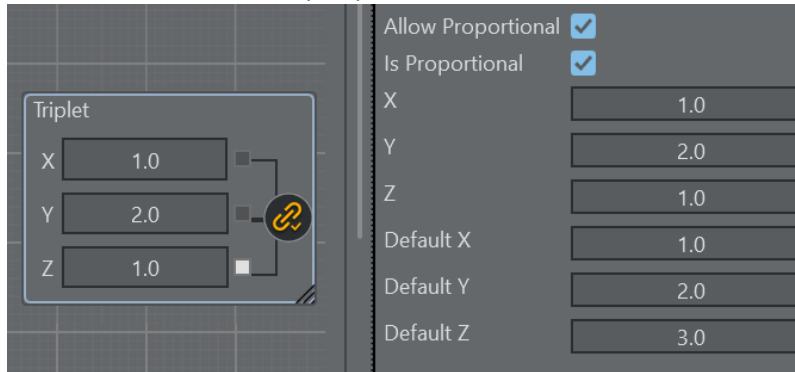 Triplet
X 1.0
Y 2.0
Z 1.0
Allow Proportional
Is Proportional
X 1.0
Y 2.0
Z 1.0
Default X 1.0
Default Y 2.0
Default Z 3.0